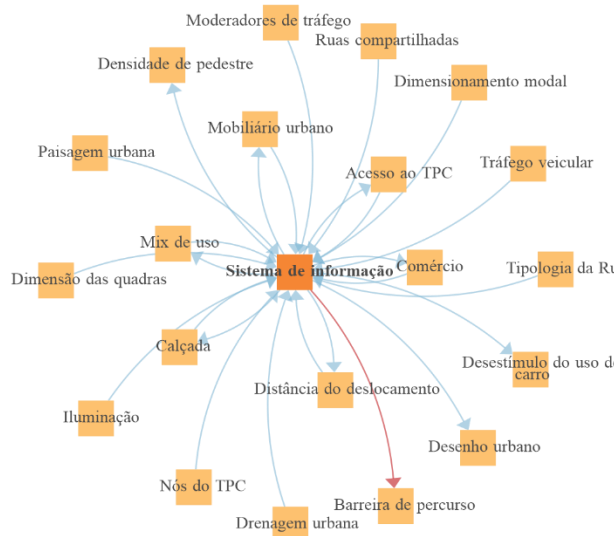 Moderadores de tráfego
Ruas compartilhadas
Densidade de pedestre
Dimensionamento modal
Mobiliário urbano
Paisagem urbana
Acesso ao TPC
Tráfego veicular
Mix de uso
Sistema de informação
Comércio
Dimensão das quadras
Tipologia da Ru
Calçada
Desestímulo do uso do
carro
Distância do deslocamento
Iluminação
Desenho urbano
Nós do TPC
Barreira de percurso
Drenagem urbana